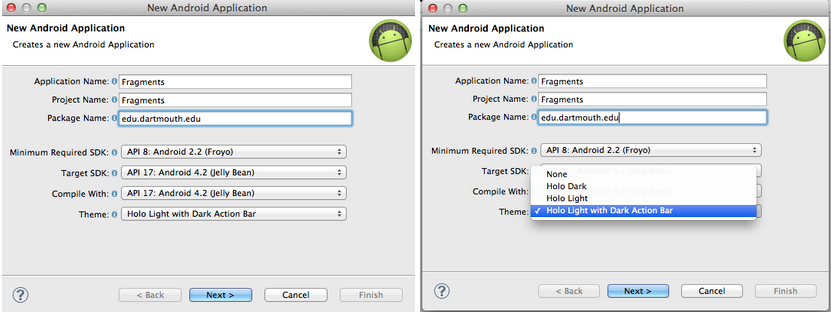 New Android Application
New Android Application
Creates a new Android Application
Application Name: Fragments
Project Name: Fragments
Package Name: edu.dartmouth.edu
Minimum Required SDK: API 8: Android 2.2 (Froyo)
Target SDK: API 17: Android 4.2 (Jelly Bean)
Compile With: API 17: Android 4.2 (Jelly Bean)
Theme: Holo Light with Dark Action Bar
? < Back Next > Cancel Finish
New Android Application
New Android Application
Creates a new Android Application
Application Name: Fragments
Project Name: Fragments
Package Name: edu.dartmouth.edu
Minimum Required SDK: API 8: Android 2.2 (Froyo)
Target SDK:
None
Holo Dark
Compile With:
Holo Light
Theme: ✓ Holo Light with Dark Action Bar
? < Back Next > Cancel Finish